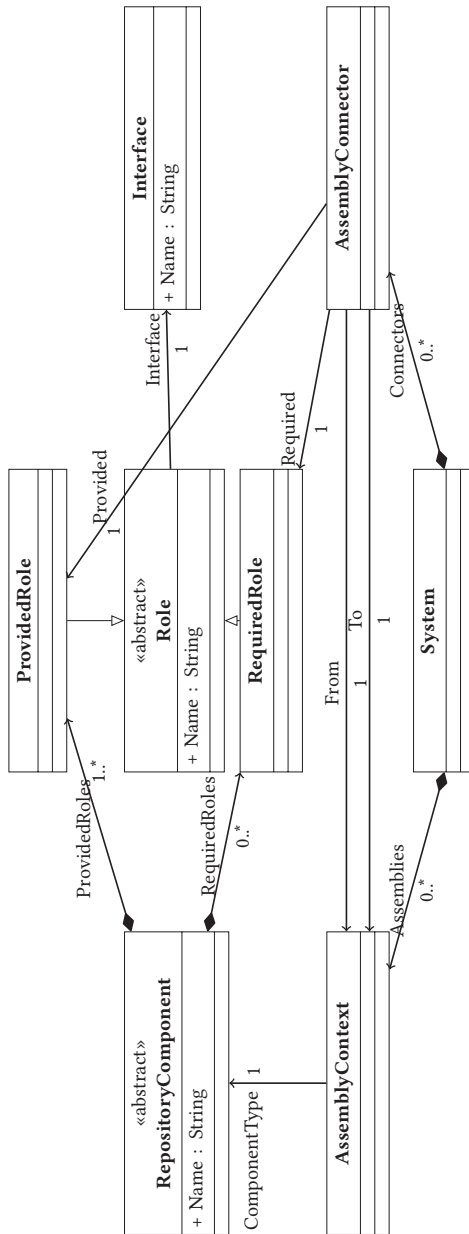 ProvidedRole
«abstract»
RepositoryComponent
+ Name : String
ProvidedRoles
1..*
«abstract»
Role
+ Name : String
Provided
1
Interface
1
Interface
+ Name : String
RequiredRoles
0..*
RequiredRole
Required
1
ComponentType
1
AssemblyContext
From
1
To
1
AssemblyConnector
Assemblies
0..*
System
Connectors
0..*